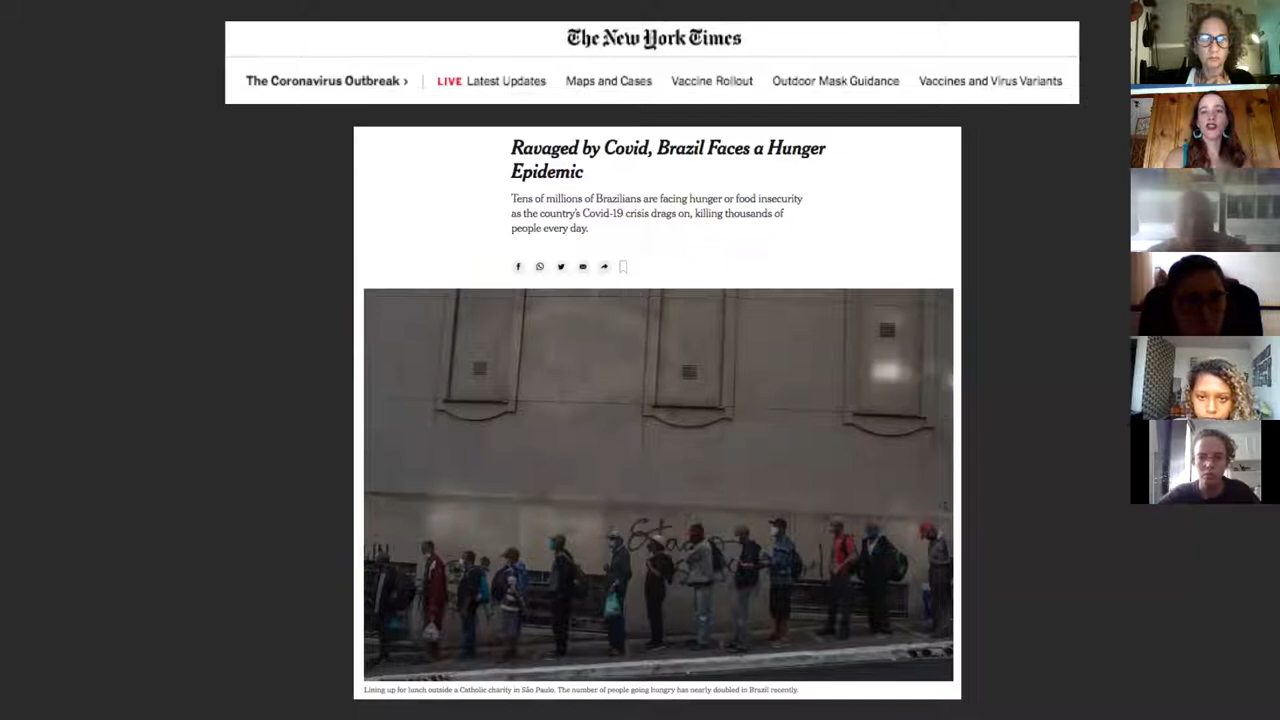 The New York Times
The Coronavirus Outbreak › LIVE Latest Updates Maps and Cases Vaccine Rollout Outdoor Mask Guidance Vaccines and Virus Variants
Ravaged by Covid, Brazil Faces a Hunger
Epidemic
Tens of millions of Brazilians are facing hunger or food insecurity
as the country's Covid-19 crisis drags on, killing thousands of
people every day.
Lining up for lunch outside a Catholic charity in São Paulo. The number of people going hungry has nearly doubled in Brazil recently.